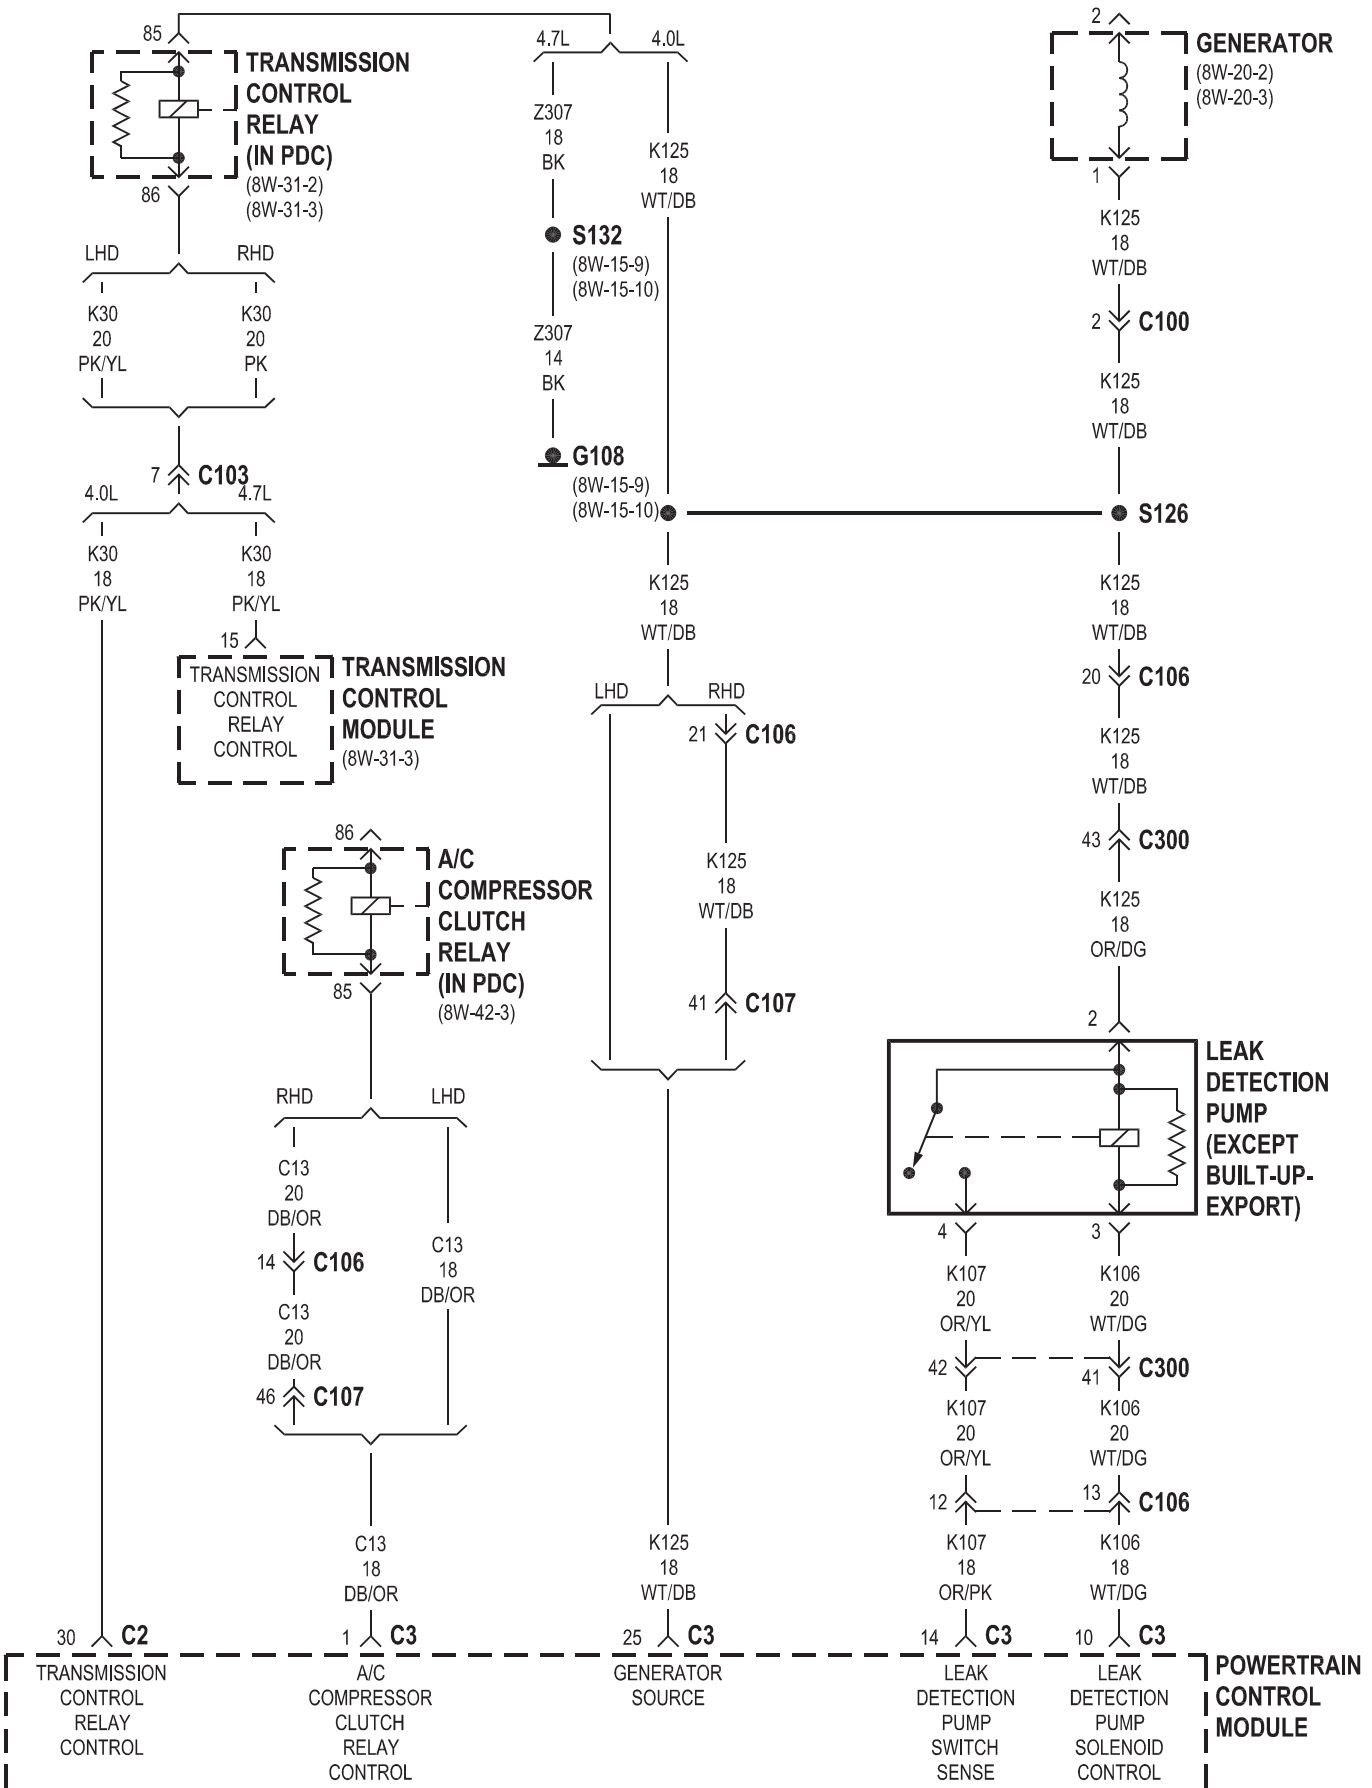 85
TRANSMISSION
CONTROL
RELAY
(IN PDC)
(8W-31-2)
(8W-31-3)
86
LHD
RHD
K30
20
PK/YL
K30
20
PK
7
C103
4.0L
4.7L
K30
18
PK/YL
K30
18
PK/YL
15
TRANSMISSION
CONTROL
RELAY
CONTROL
TRANSMISSION
CONTROL
MODULE
(8W-31-3)
86
A/C
COMPRESSOR
CLUTCH
RELAY
(IN PDC)
(8W-42-3)
85
RHD
LHD
C13
20
DB/OR
14
C106
C13
20
DB/OR
46
C107
C13
18
DB/OR
C13
18
DB/OR
4.7L
4.0L
Z307
18
BK
S132
(8W-15-9)
(8W-15-10)
Z307
14
BK
G108
(8W-15-9)
(8W-15-10)
K125
18
WT/DB
K125
18
WT/DB
LHD
RHD
21
C106
K125
18
WT/DB
41
C107
K125
18
WT/DB
2
GENERATOR
(8W-20-2)
(8W-20-3)
1
K125
18
WT/DB
2
C100
K125
18
WT/DB
S126
K125
18
WT/DB
20
C106
K125
18
WT/DB
43
C300
K125
18
OR/DG
2
LEAK
DETECTION
PUMP
(EXCEPT
BUILT-UP-
EXPORT)
4
3
K107
20
OR/YL
K106
20
WT/DG
42
41
C300
K107
20
OR/YL
K106
20
WT/DG
12
13
C106
K107
18
OR/PK
K106
18
WT/DG
30
C2
1
C3
25
C3
14
C3
10
C3
TRANSMISSION
CONTROL
RELAY
CONTROL
A/C
COMPRESSOR
CLUTCH
RELAY
CONTROL
GENERATOR
SOURCE
LEAK
DETECTION
PUMP
SWITCH
SENSE
LEAK
DETECTION
PUMP
SOLENOID
CONTROL
POWERTRAIN
CONTROL
MODULE